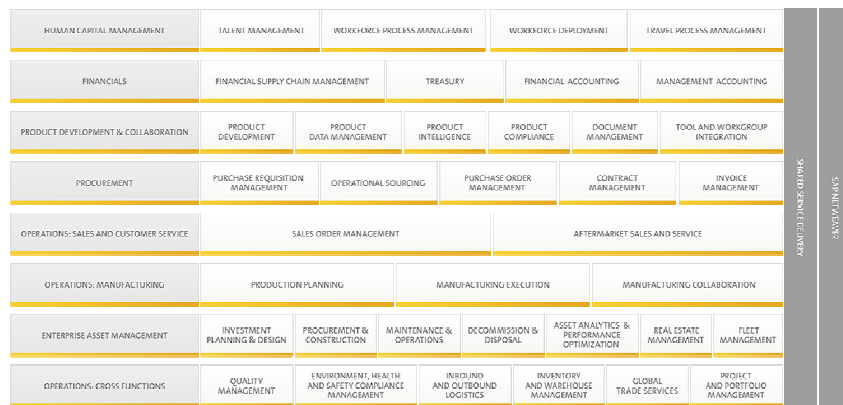 HUMAN CAPITAL MANAGEMENT
TALENT MANAGEMENT
WORKFORCE PROCESS MANAGEMENT
WORKFORCE DEPLOYMENT
TRAVEL PROCESS MANAGEMENT
FINANCIALS
FINANCIAL SUPPLY CHAIN MANAGEMENT
TREASURY
FINANCIAL ACCOUNTING
MANAGEMENT ACCOUNTING
PRODUCT DEVELOPMENT & COLLABORATION
PRODUCT
DEVELOPMENT
PRODUCT
DATA MANAGEMENT
PRODUCT
INTELLIGENCE
PRODUCT
COMPLIANCE
DOCUMENT
MANAGEMENT
TOOL AND WORKGROUP
INTEGRATION
PROCUREMENT
PURCHASE REQUISITION
MANAGEMENT
OPERATIONAL SOURCING
PURCHASE ORDER
MANAGEMENT
CONTRACT
MANAGEMENT
INVOICE
MANAGEMENT
OPERATIONS: SALES AND CUSTOMER SERVICE
SALES ORDER MANAGEMENT
AFTERMARKET SALES AND SERVICE
OPERATIONS: MANUFACTURING
PRODUCTION PLANNING
MANUFACTURING EXECUTION
MANUFACTURING COLLABORATION
ENTERPRISE ASSET MANAGEMENT
INVESTMENT
PLANNING & DESIGN
PROCUREMENT &
CONSTRUCTION
MAINTENANCE &
OPERATIONS
DECOMMISSION &
DISPOSAL
ASSET ANALYTICS &
PERFORMANCE
OPTIMIZATION
REAL ESTATE
MANAGEMENT
FLEET
MANAGEMENT
OPERATIONS: CROSS FUNCTIONS
QUALITY
MANAGEMENT
ENVIRONMENT, HEALTH
AND SAFETY COMPLIANCE
MANAGEMENT
INBOUND
AND OUTBOUND
LOGISTICS
INVENTORY
AND WAREHOUSE
MANAGEMENT
GLOBAL
TRADE SERVICES
PROJECT
AND PORTFOLIO
MANAGEMENT
SHARED SERVICE DELIVERY
SAP NETWEAVER